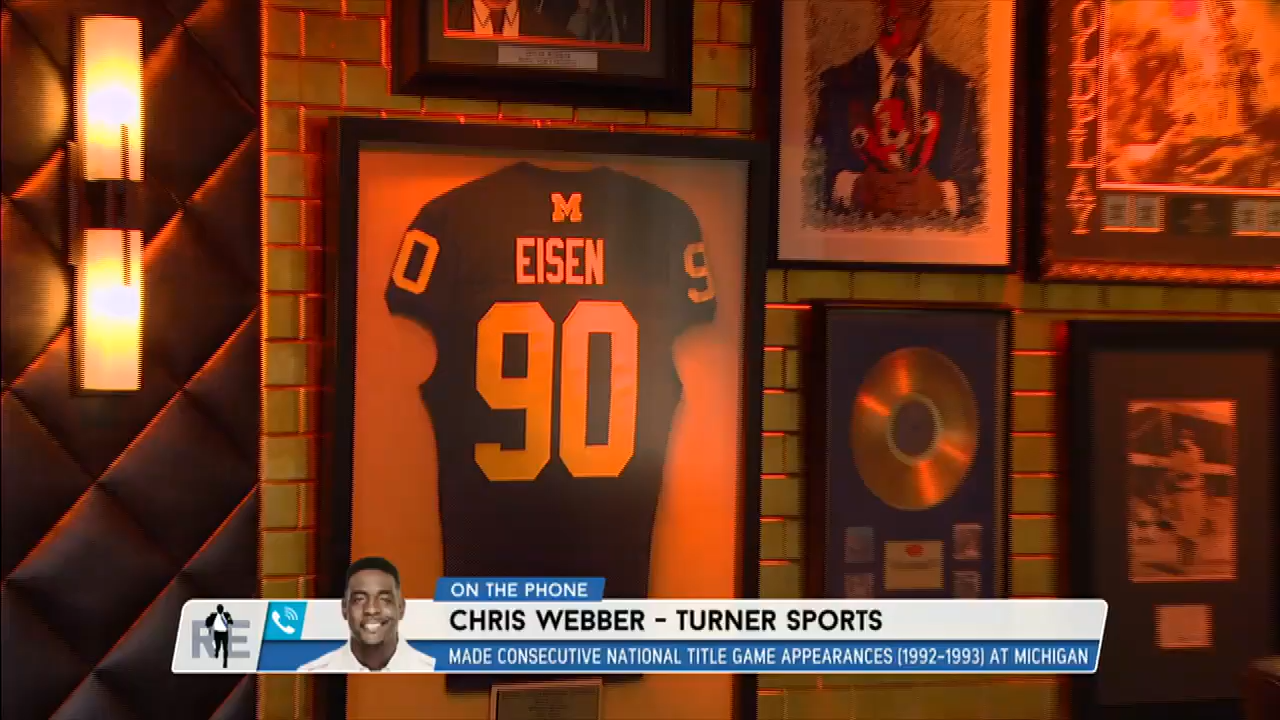 COLDPLAY
M
EISEN
90
0
9
ON THE PHONE
RE
CHRIS WEBBER - TURNER SPORTS
MADE CONSECUTIVE NATIONAL TITLE GAME APPEARANCES (1992-1993) AT MICHIGAN